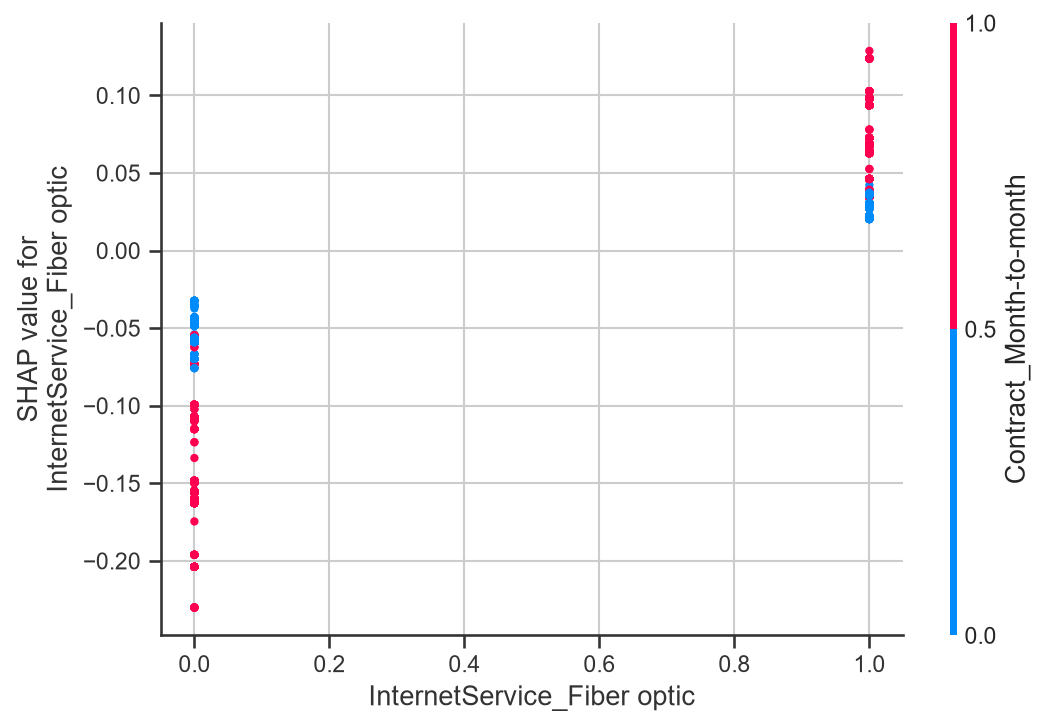 SHAP value for
InternetService_Fiber optic
0.10
0.05
0.00
−0.05
−0.10
−0.15
−0.20
0.0 0.2 0.4 0.6 0.8 1.0
InternetService_Fiber optic
1.0
0.5
0.0
Contract_Month-to-month